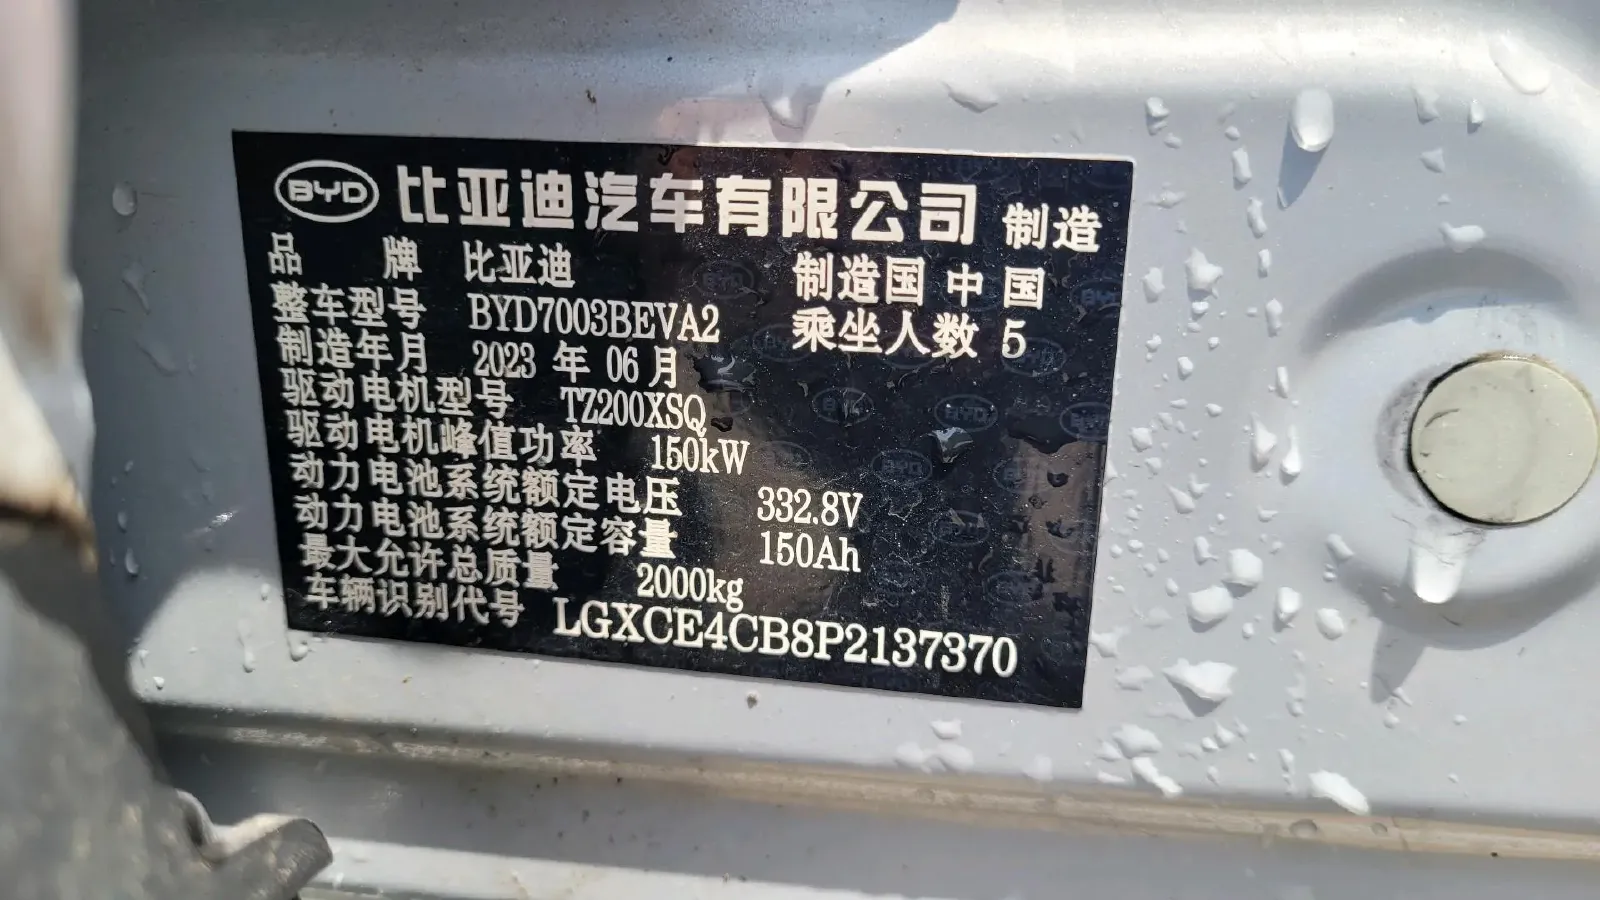 BYD 比亚迪汽车有限公司 制造
品 牌 比亚迪 制造国 中国
整车型号 BYD7003BEVA2 乘坐人数 5
制造年月 2023 年 06 月
驱动电机型号 TZ200XSQ
驱动电机峰值功率 150kW
动力电池系统额定电压 332.8V
动力电池系统额定容量 150Ah
最大允许总质量 2000kg
车辆识别代号 LGXCE4CB8P2137370